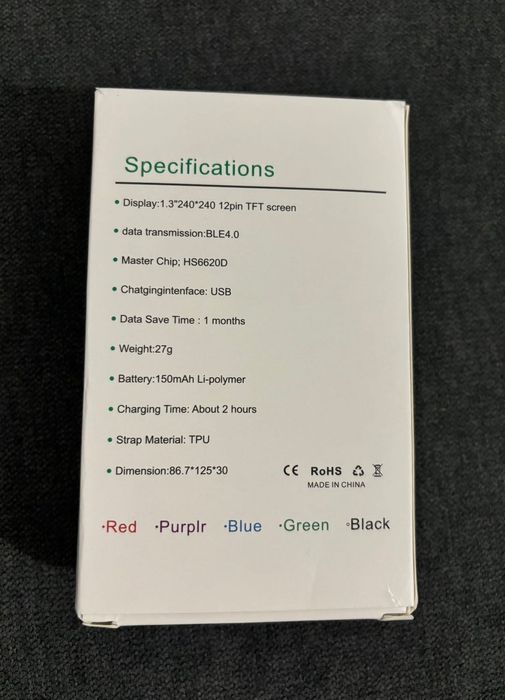 Specifications
• Display:1.3"240*240 12pin TFT screen
• data transmission:BLE4.0
• Master Chip; HS6620D
• Chatgingintenface: USB
• Data Save Time : 1 months
• Weight:27g
• Battery:150mAh Li-polymer
• Charging Time: About 2 hours
• Strap Material: TPU
• Dimension:86.7*125*30
CE RoHS
MADE IN CHINA
•Red •Purplr •Blue •Green •Black